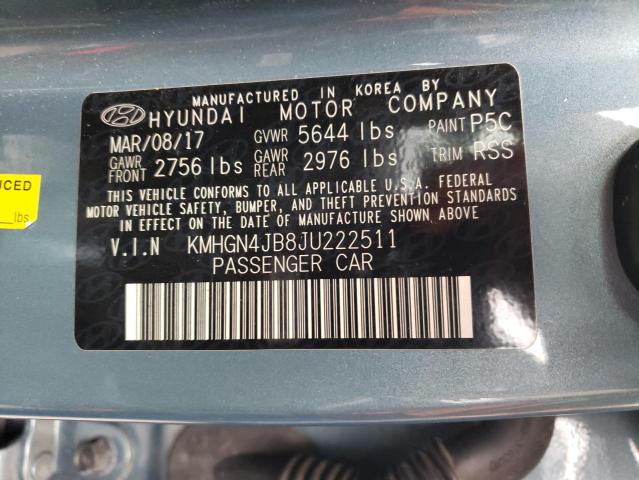 MANUFACTURED IN KOREA BY
HYUNDAI MOTOR COMPANY
MAR/08/17 GVWR 5644 lbs PAINT P5C
GAWR FRONT 2756 lbs GAWR REAR 2976 lbs TRIM RSS
THIS VEHICLE CONFORMS TO ALL APPLICABLE U.S.A. FEDERAL
MOTOR VEHICLE SAFETY, BUMPER, AND THEFT PREVENTION STANDARDS
IN EFFECT ON THE DATE OF MANUFACTURE SHOWN ABOVE.
V.I.N KMHGN4JB8JU222511
PASSENGER CAR
lbs